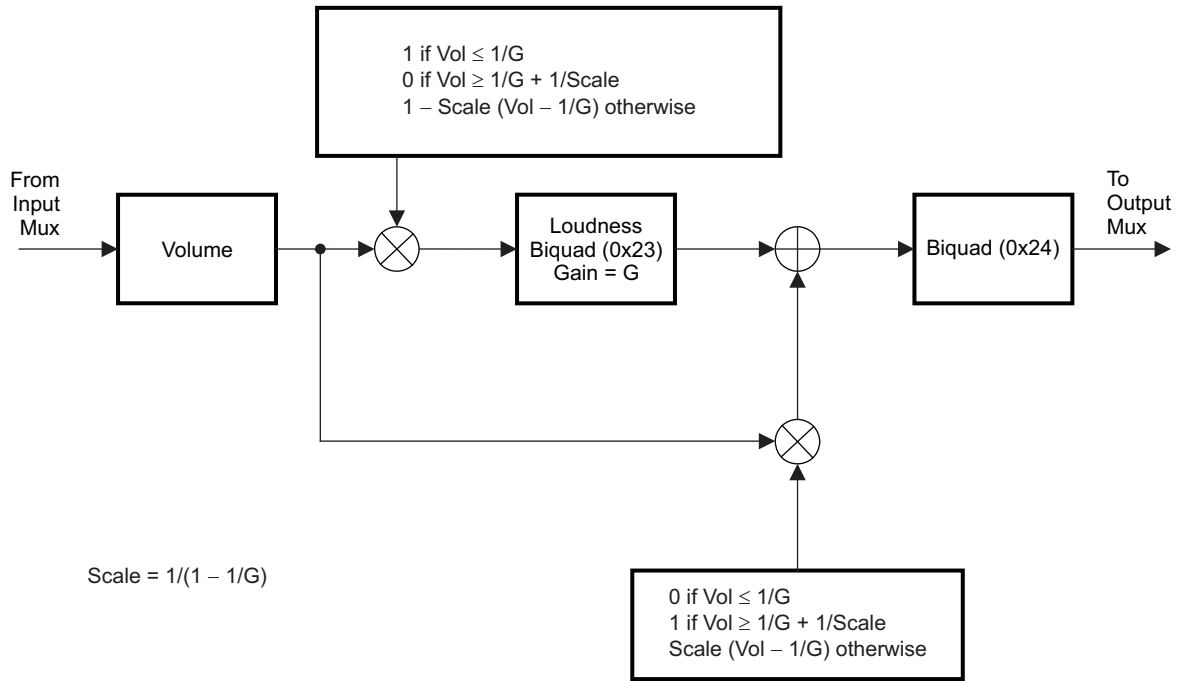 1 if Vol ≤ 1/G
0 if Vol ≥ 1/G + 1/Scale
1 – Scale (Vol – 1/G) otherwise
From
Input
Mux
Volume
Loudness
Biquad (0x23)
Gain = G
Biquad (0x24)
To
Output
Mux
Scale = 1/(1 – 1/G)
0 if Vol ≤ 1/G
1 if Vol ≥ 1/G + 1/Scale
Scale (Vol – 1/G) otherwise